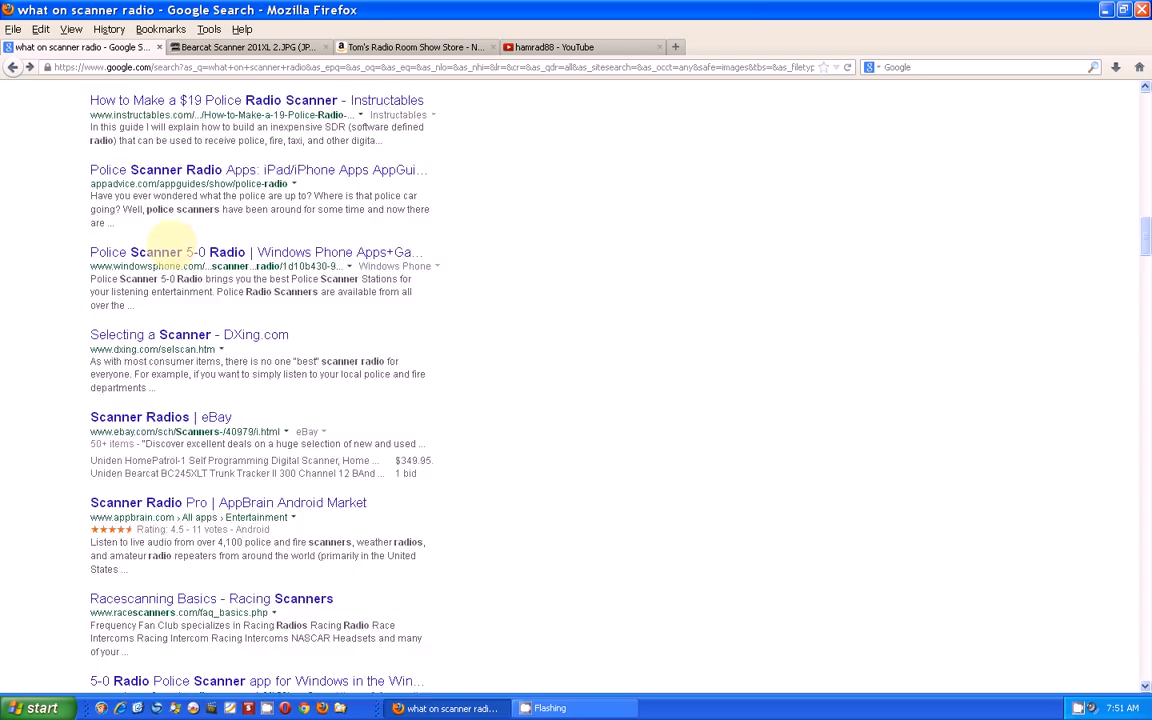 what on scanner radio - Google Search - Mozilla Firefox
File Edit View History Bookmarks Tools Help
what on scanner radio - Google S... Bearcat Scanner 201XL 2.JPG (JP... Tom's Radio Room Show Store - N... hamrad88 - YouTube
https://www.google.com/search?as_q=what+on+scanner+radio&as_epq=&as_oq=&as_eq=&as_nlo=&as_nhi=&lr=&cr=&as_qdr=all&as_sitesearch=&as_occt=any&safe=images&tbs=&as_filetyp Google
How to Make a $19 Police Radio Scanner - Instructables
www.instructables.com/.../How-to-Make-a-19-Police-Radio-... Instructables
In this guide I will explain how to build an inexpensive SDR (software defined
radio) that can be used to receive police, fire, taxi, and other digita...
Police Scanner Radio Apps: iPad/iPhone Apps AppGui...
appadvice.com/appguides/show/police-radio
Have you ever wondered what the police are up to? Where is that police car
going? Well, police scanners have been around for some time and now there
are ...
Police Scanner 5-0 Radio | Windows Phone Apps+Ga...
www.windowsphone.com/...scanner...radio/1d10b430-9... Windows Phone
Police Scanner 5-0 Radio brings you the best Police Scanner Stations for
your listening entertainment. Police Radio Scanners are available from all
over the ...
Selecting a Scanner - DXing.com
www.dxing.com/selscan.htm
As with most consumer items, there is no one "best" scanner radio for
everyone. For example, if you want to simply listen to your local police and fire
departments ...
Scanner Radios | eBay
www.ebay.com/sch/Scanners-/40979/i.html eBay
50+ items - "Discover excellent deals on a huge selection of new and used ...
Uniden HomePatrol-1 Self Programming Digital Scanner, Home ... $349.95.
Uniden Bearcat BC245XLT Trunk Tracker II 300 Channel 12 BAnd ... 1 bid
Scanner Radio Pro | AppBrain Android Market
www.appbrain.com › All apps › Entertainment
Rating: 4.5 - 11 votes - Android
Listen to live audio from over 4,100 police and fire scanners, weather radios,
and amateur radio repeaters from around the world (primarily in the United
States ...
Racescanning Basics - Racing Scanners
www.racescanners.com/faq_basics.php
Frequency Fan Club specializes in Racing Radios Racing Radio Race
Intercoms Racing Intercom Racing Intercoms NASCAR Headsets and many
of your ...
5-0 Radio Police Scanner app for Windows in the Win...
start what on scanner radi... Flashing 7:51 AM